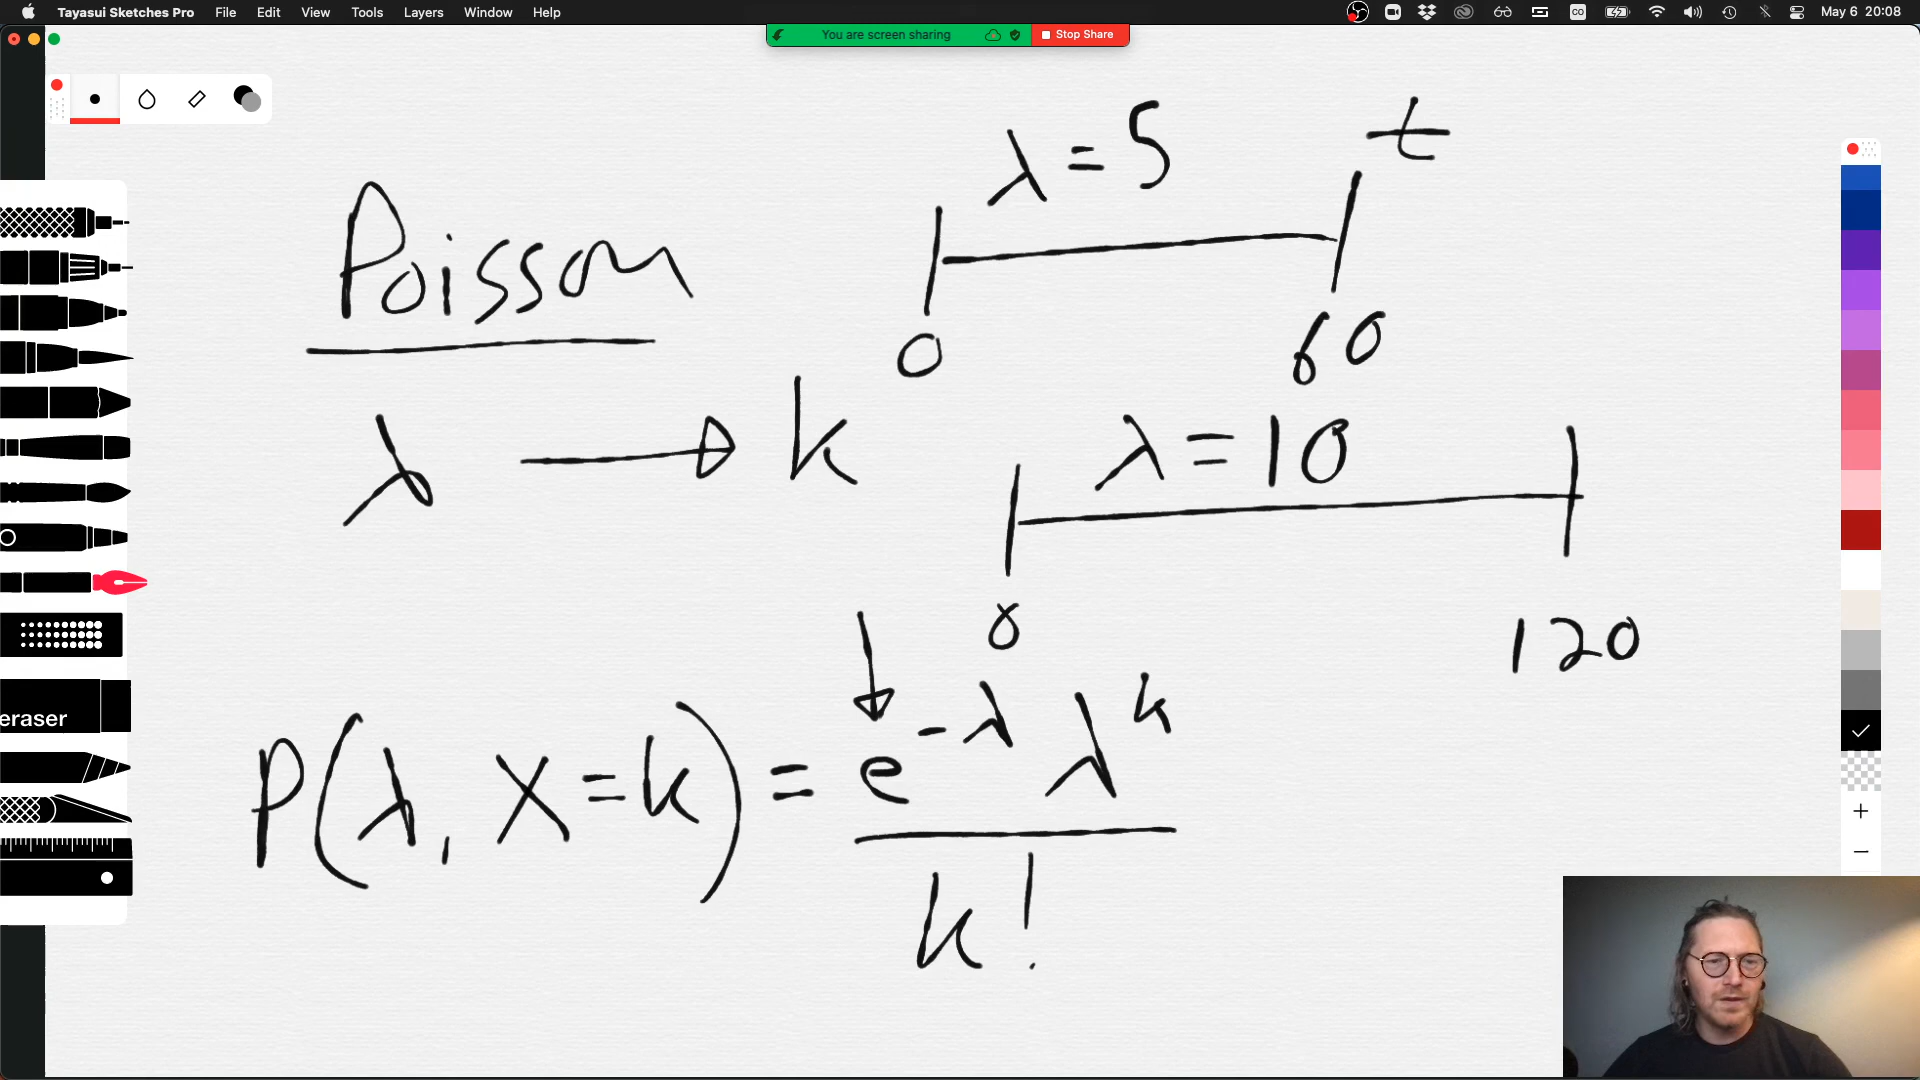 Tayasui Sketches Pro File Edit View Tools Layers Window Help May 6 20:08
You are screen sharing Stop Share
λ = 5 t
Poisson
0 60
λ → k
λ = 10
0 120
P(λ, X = k) = e^-λ λ^k
k!
eraser